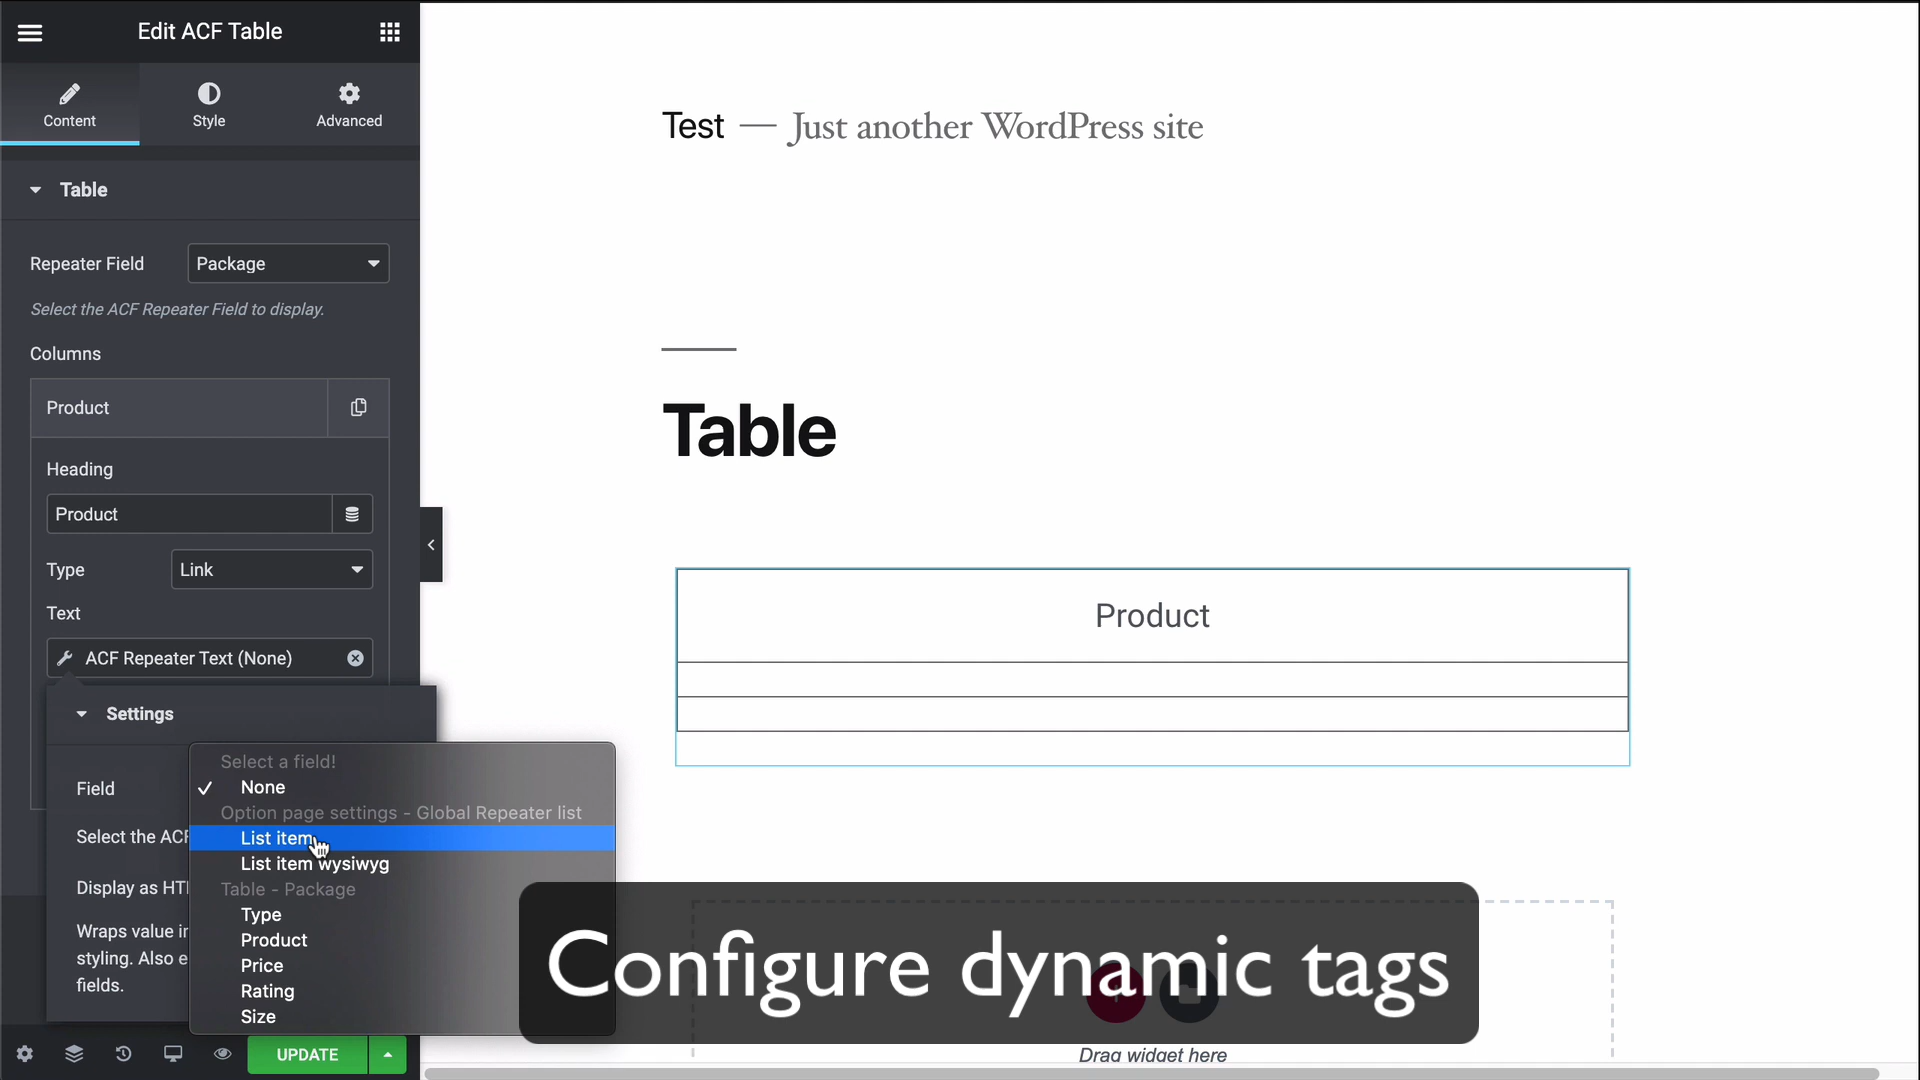 Edit ACF Table
Content
Style
Advanced
Table
Repeater Field
Package
Select the ACF Repeater Field to display.
Columns
Product
Heading
Product
Type
Link
Text
ACF Repeater Text (None)
Settings
Field
Select the ACF
Display as HT
Wraps value in
styling. Also e
fields.
Select a field!
✓ None
Option page settings - Global Repeater list
List item
List item wysiwyg
Table - Package
Type
Product
Price
Rating
Size
UPDATE
Test — Just another WordPress site
Table
Product
Configure dynamic tags
Drag widget here